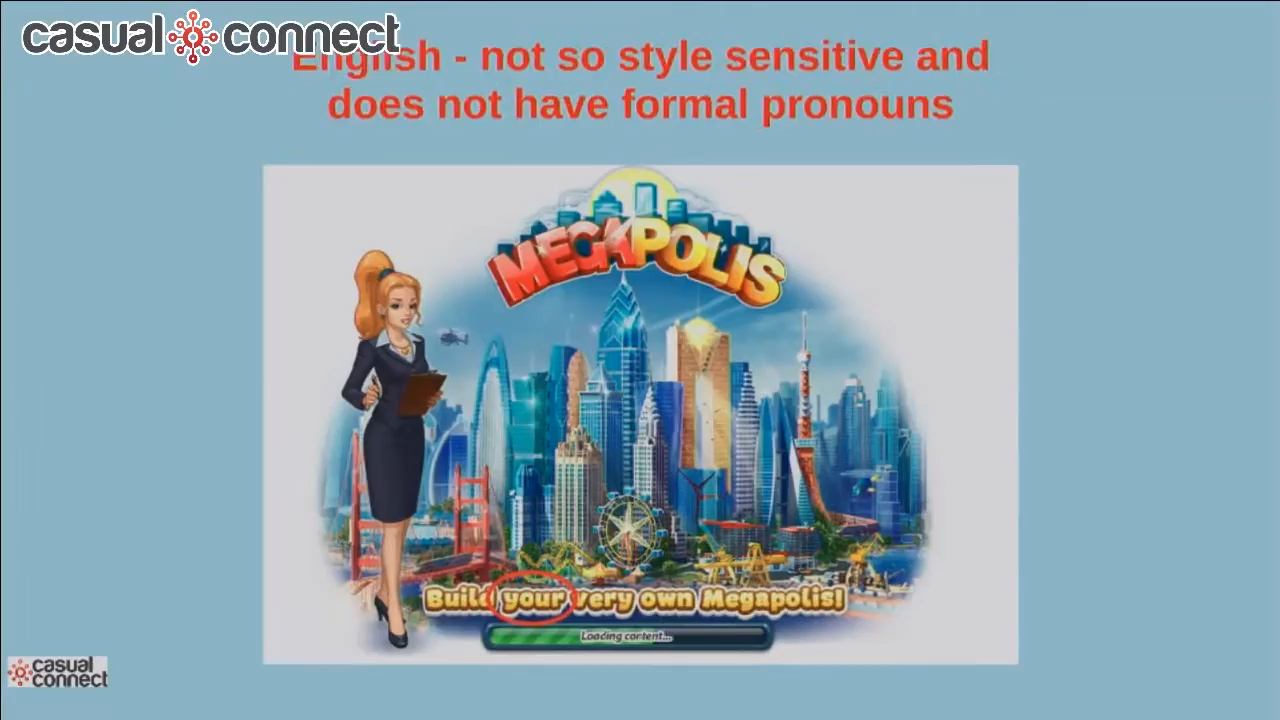 casual connect
English - not so style sensitive and
does not have formal pronouns
MEGAPOLIS
Build your very own Megapolis!
Loading content...
casual
connect